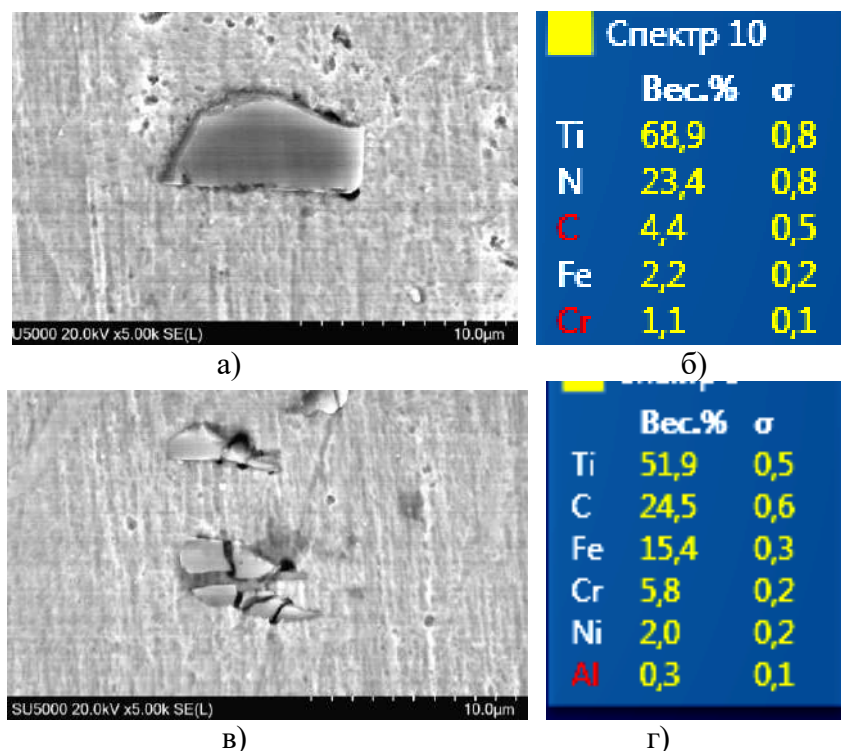 Спектр 10
Вес.% σ
Ti 68,9 0,8
N 23,4 0,8
C 4,4 0,5
Fe 2,2 0,2
Cr 1,1 0,1
U5000 20.0kV x5.00k SE(L) 10.0µm
а) б)
Вес.% σ
Ti 51,9 0,5
C 24,5 0,6
Fe 15,4 0,3
Cr 5,8 0,2
Ni 2,0 0,2
Al 0,3 0,1
SU5000 20.0kV x5.00k SE(L) 10.0µm
в) г)